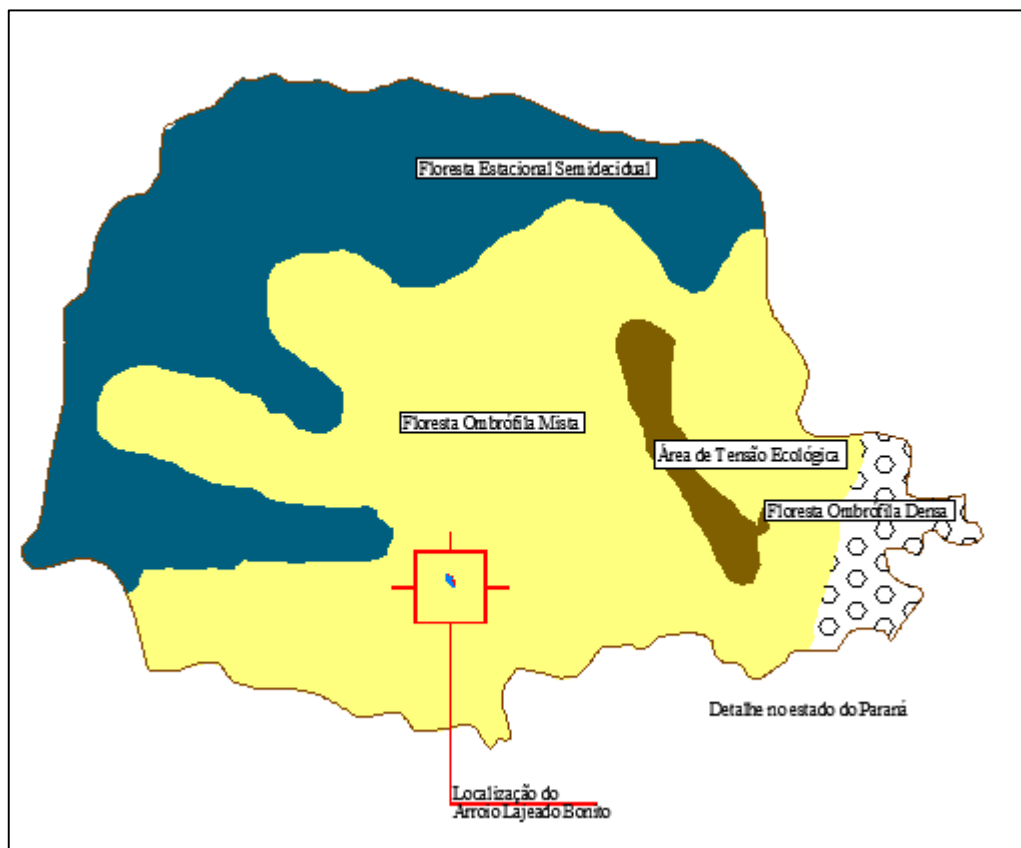 Floresta Estacional Semidecidual
Floresta Ombrófila Mista
Área de Tensão Ecológica
Floresta Ombrófila Densa
Detalhe no estado do Paraná
Localização do
Arroio Lajeado Bonito